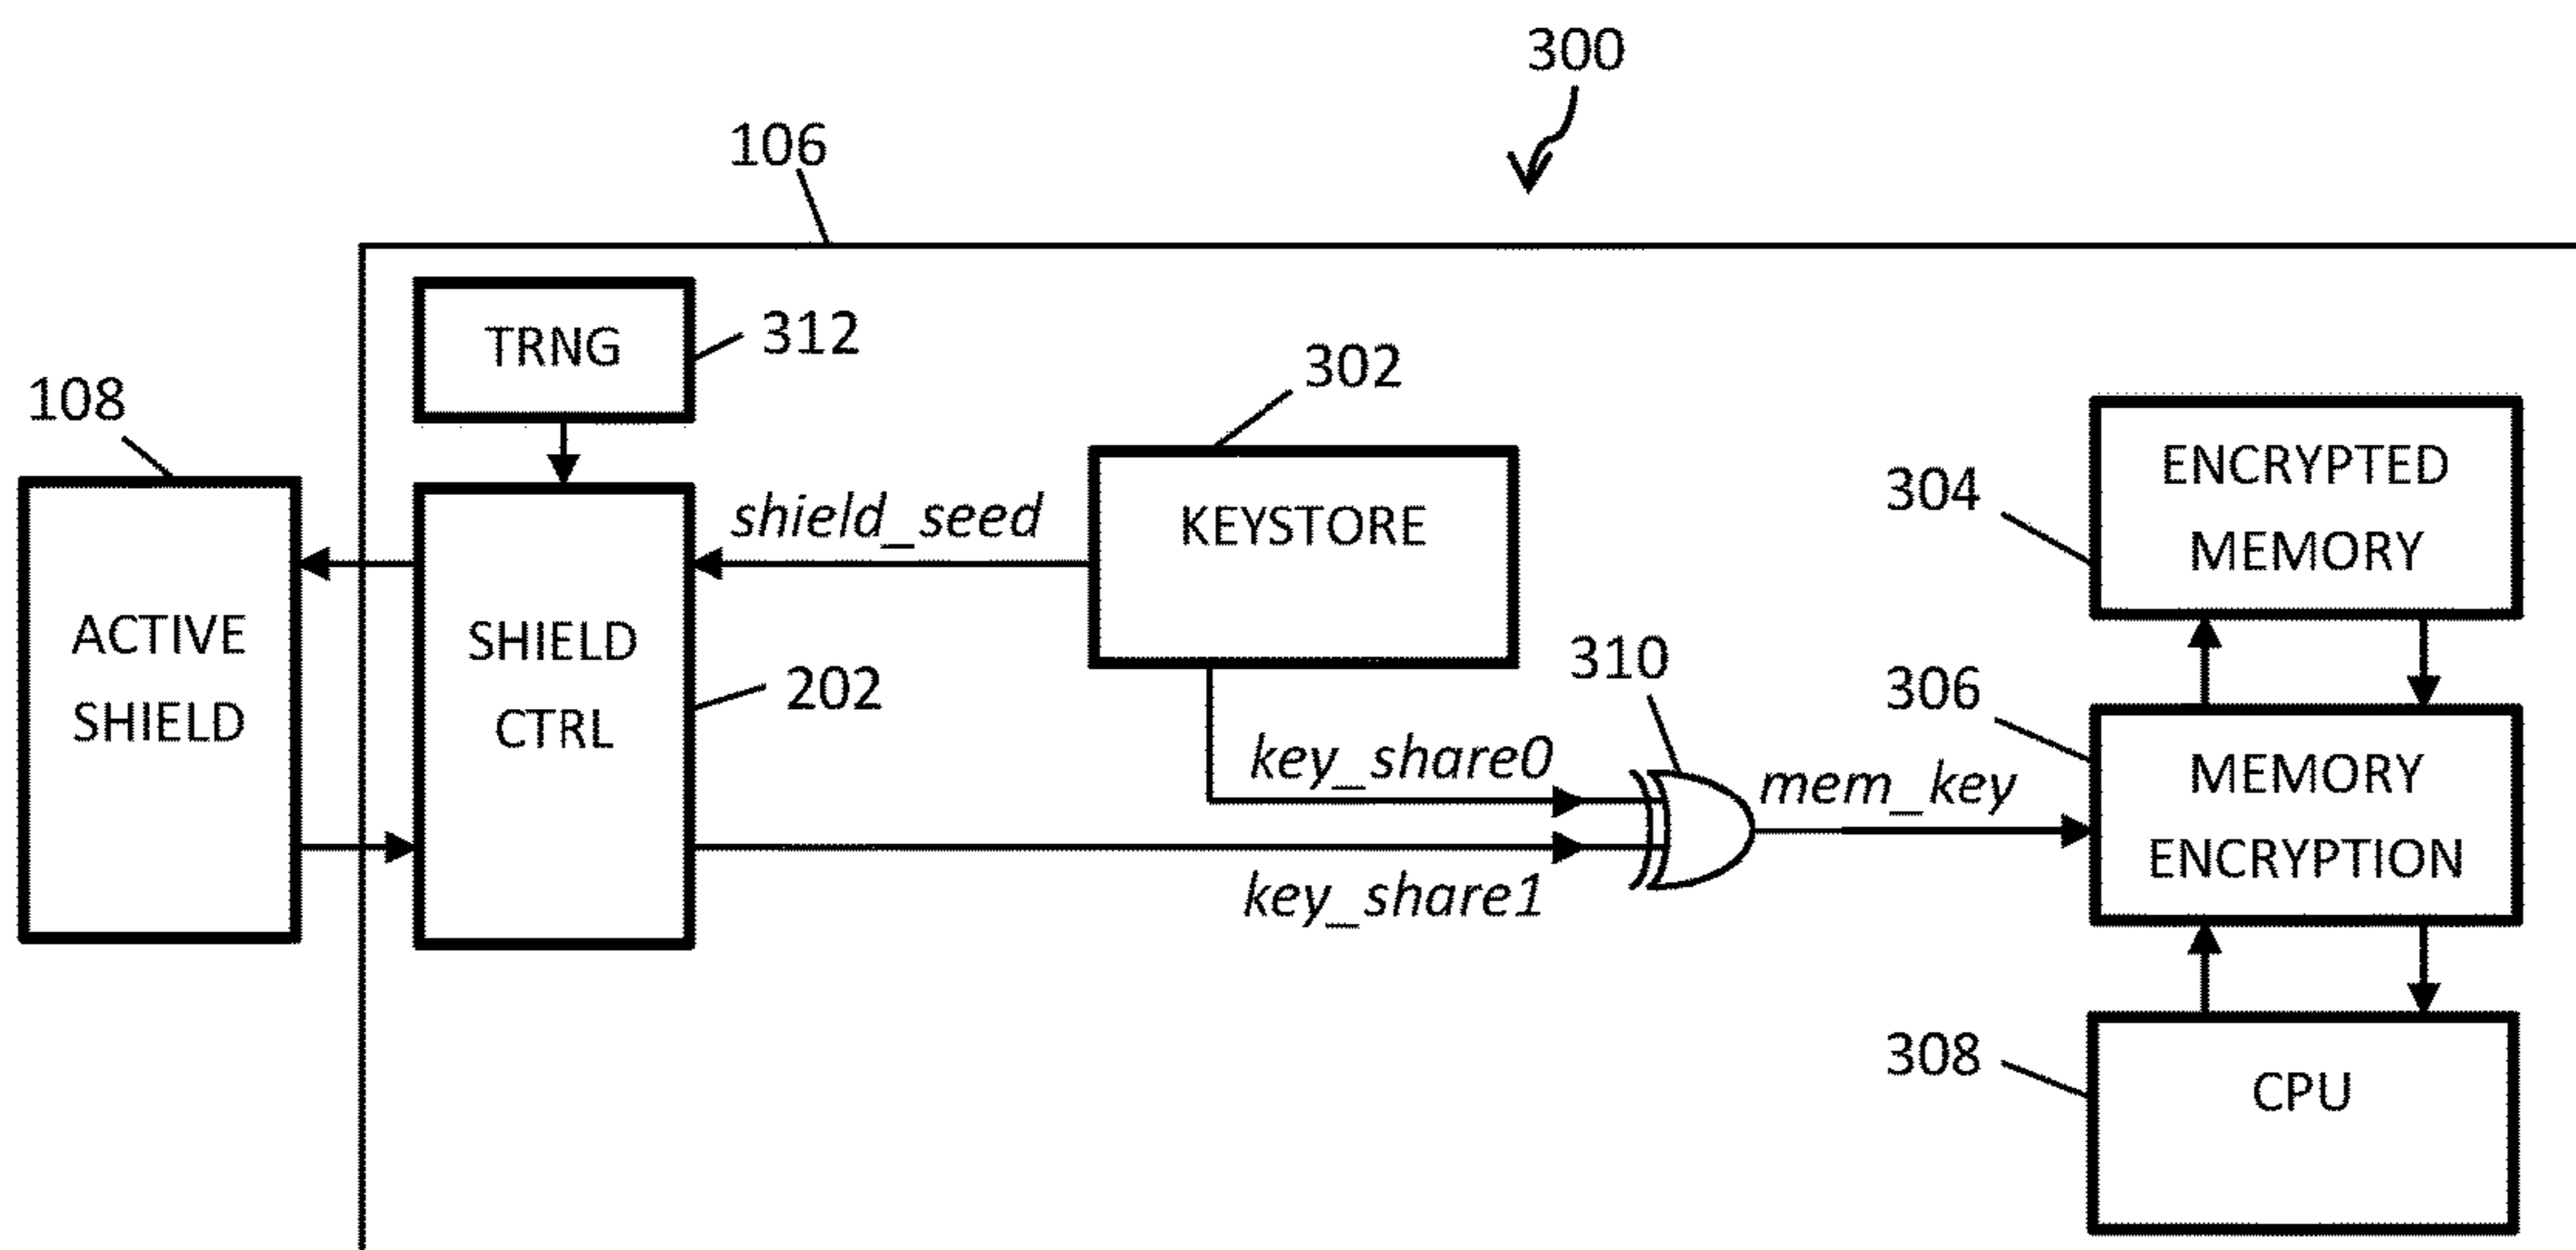 300
106
TRNG
312
302
108
ENCRYPTED
MEMORY
304
shield_seed
KEYSTORE
ACTIVE
SHIELD
SHIELD
CTRL
202
310
306
key_share0
mem_key
MEMORY
ENCRYPTION
key_share1
308
CPU